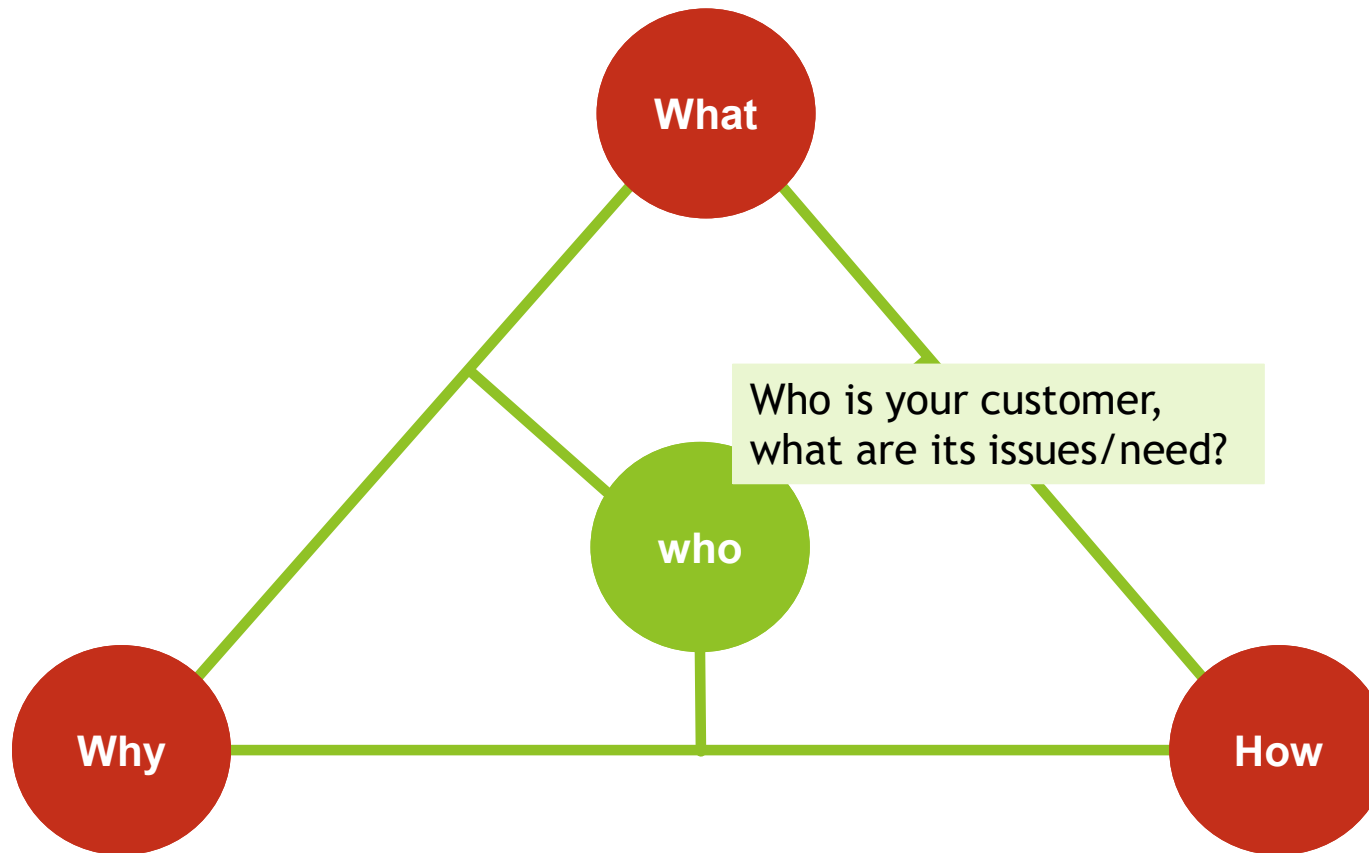 What
Who is your customer,
what are its issues/need?
who
Why
How